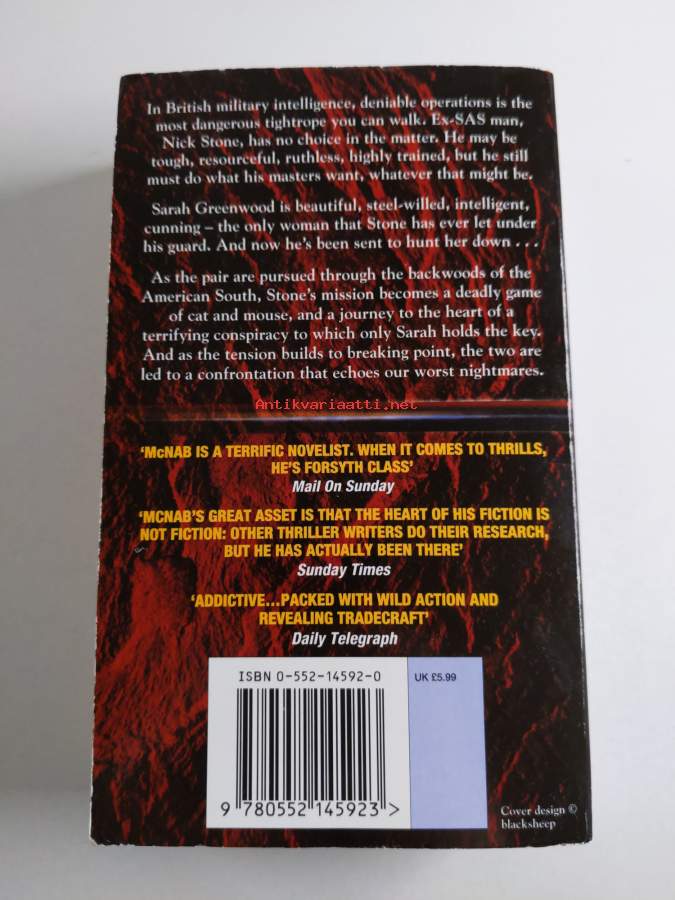 In British military intelligence, deniable operations is the
most dangerous tightrope you can walk. Ex-SAS man,
Nick Stone, has no choice in the matter. He may be
tough, resourceful, ruthless, highly trained, but he still
must do what his masters want, whatever that might be.
Sarah Greenwood is beautiful, steel-willed, intelligent,
cunning – the only woman that Stone has ever let under
his guard. And now he's been sent to hunt her down . . .
As the pair are pursued through the backwoods of the
American South, Stone's mission becomes a deadly game
of cat and mouse, and a journey to the heart of a
terrifying conspiracy to which only Sarah holds the key.
And as the tension builds to breaking point, the two are
led to a confrontation that echoes our worst nightmares.
Antikvariaatti.net
'McNAB IS A TERRIFIC NOVELIST. WHEN IT COMES TO THRILLS,
HE'S FORSYTH CLASS'
Mail On Sunday
'MCNAB'S GREAT ASSET IS THAT THE HEART OF HIS FICTION IS
NOT FICTION: OTHER THRILLER WRITERS DO THEIR RESEARCH,
BUT HE HAS ACTUALLY BEEN THERE'
Sunday Times
'ADDICTIVE...PACKED WITH WILD ACTION AND
REVEALING TRADECRAFT'
Daily Telegraph
ISBN 0-552-14592-0
UK £5.99
9 780552 145923 >
Cover design ©
blacksheep